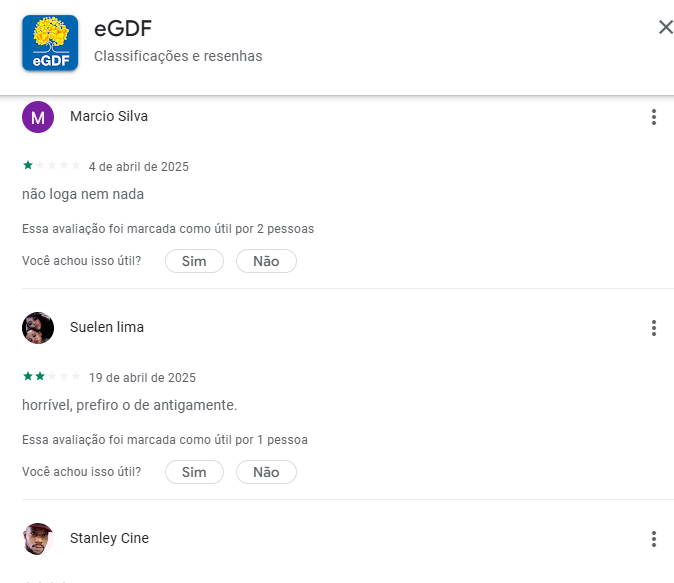 eGDF
eGDF
Classificações e resenhas
M
Marcio Silva
4 de abril de 2025
não loga nem nada
Essa avaliação foi marcada como útil por 2 pessoas
Você achou isso útil?
Sim
Não
Suelen lima
19 de abril de 2025
horrível, prefiro o de antigamente.
Essa avaliação foi marcada como útil por 1 pessoa
Você achou isso útil?
Sim
Não
Stanley Cine